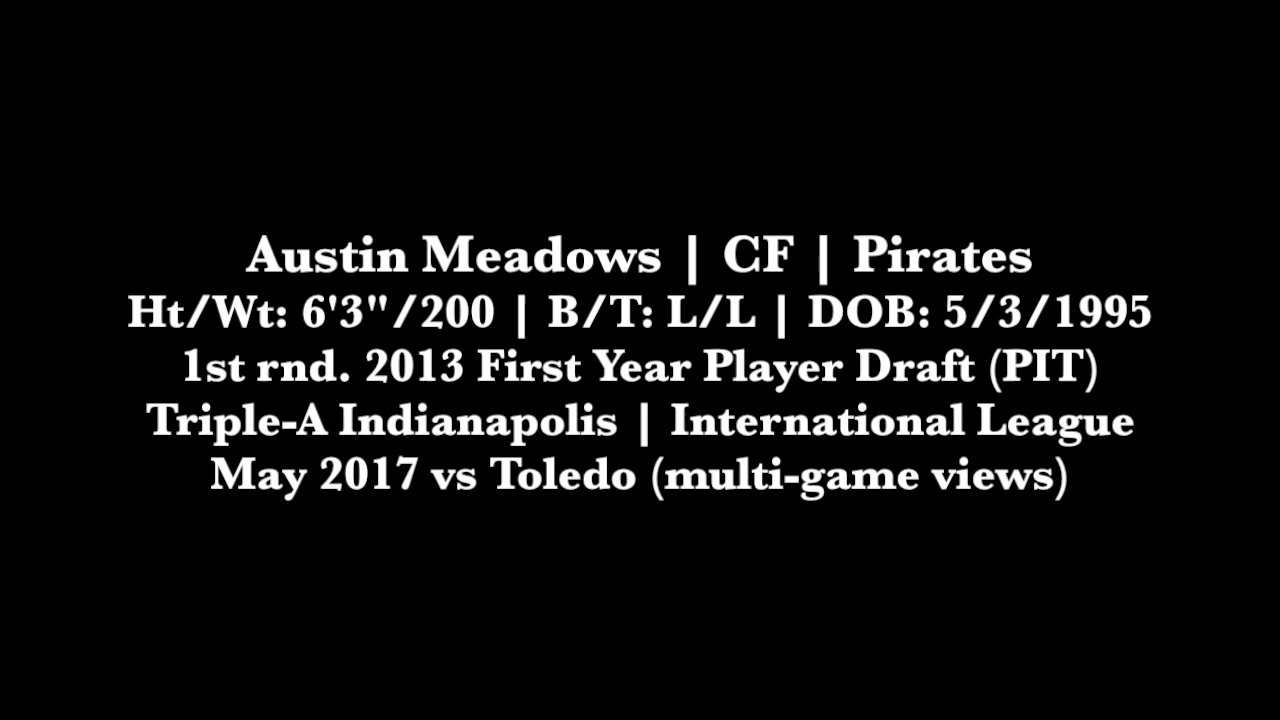 Austin Meadows | CF | Pirates
Ht/Wt: 6'3"/200 | B/T: L/L | DOB: 5/3/1995
1st rnd. 2013 First Year Player Draft (PIT)
Triple-A Indianapolis | International League
May 2017 vs Toledo (multi-game views)